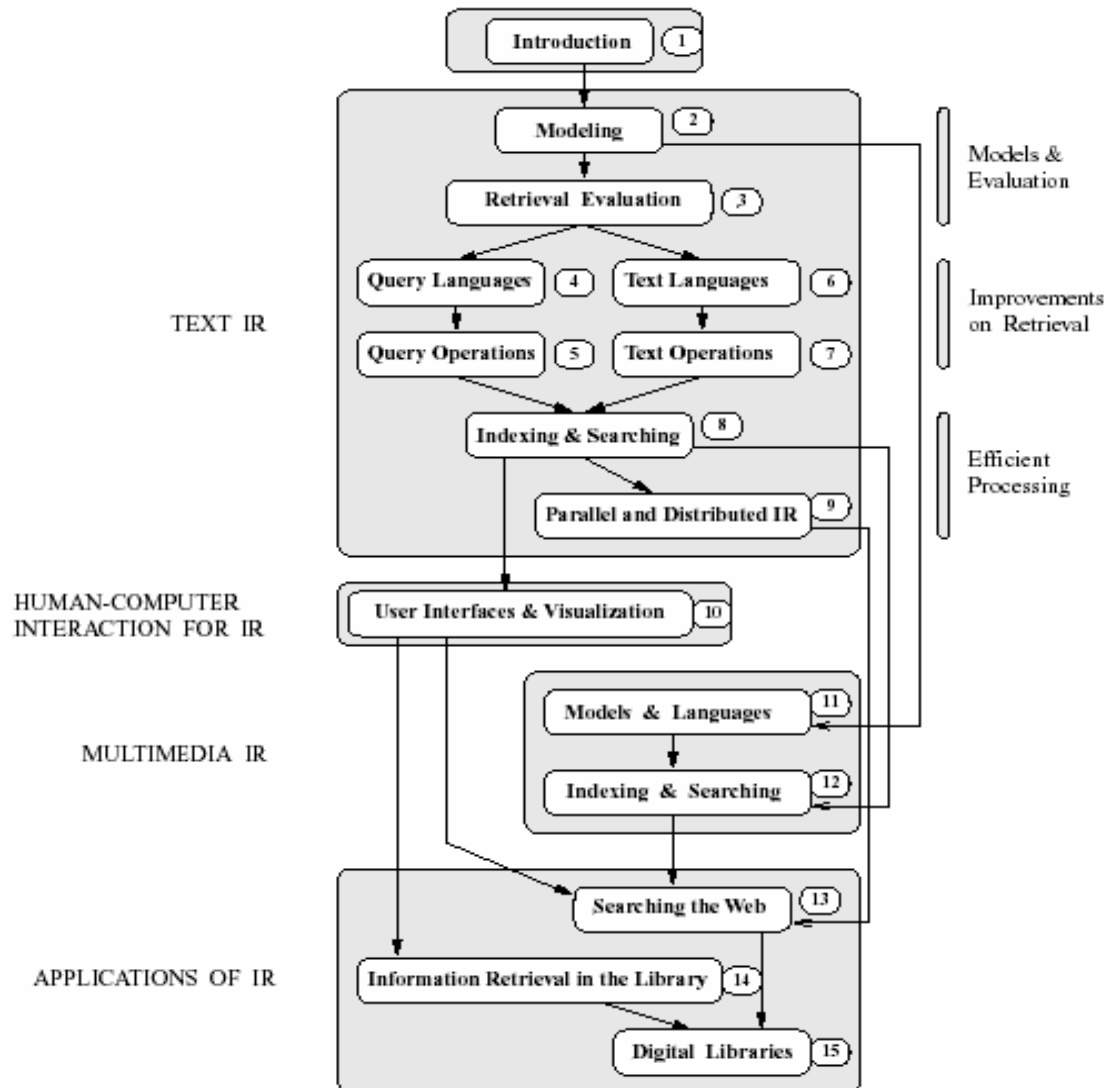 Introduction 1
Modeling 2
Models &
Evaluation
Retrieval Evaluation 3
Query Languages 4
Text Languages 6
TEXT IR
Improvements
on Retrieval
Query Operations 5
Text Operations 7
Indexing & Searching 8
Efficient
Processing
Parallel and Distributed IR 9
HUMAN-COMPUTER
INTERACTION FOR IR
User Interfaces & Visualization 10
Models & Languages 11
MULTIMEDIA IR
Indexing & Searching 12
Searching the Web 13
APPLICATIONS OF IR
Information Retrieval in the Library 14
Digital Libraries 15